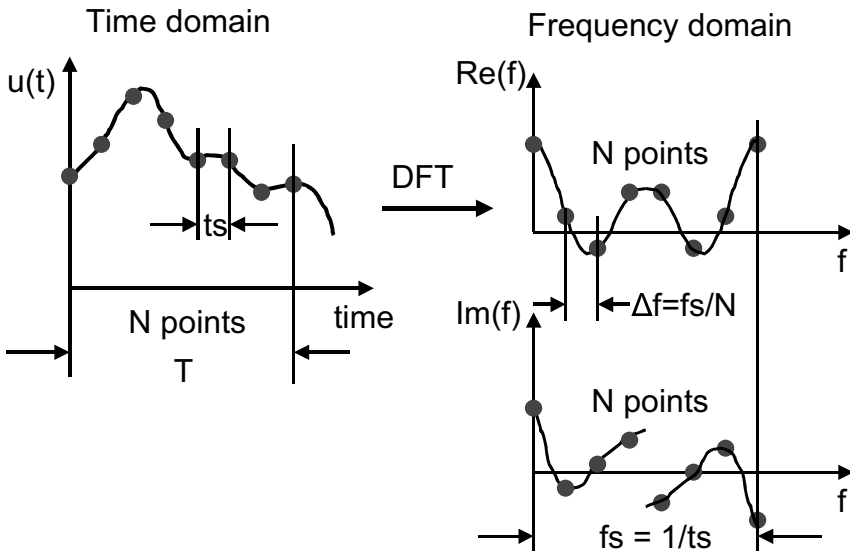 Time domain
u(t)
ts
N points
time
T
DFT
Frequency domain
Re(f)
N points
f
Δf=fs/N
Im(f)
N points
f
fs = 1/ts